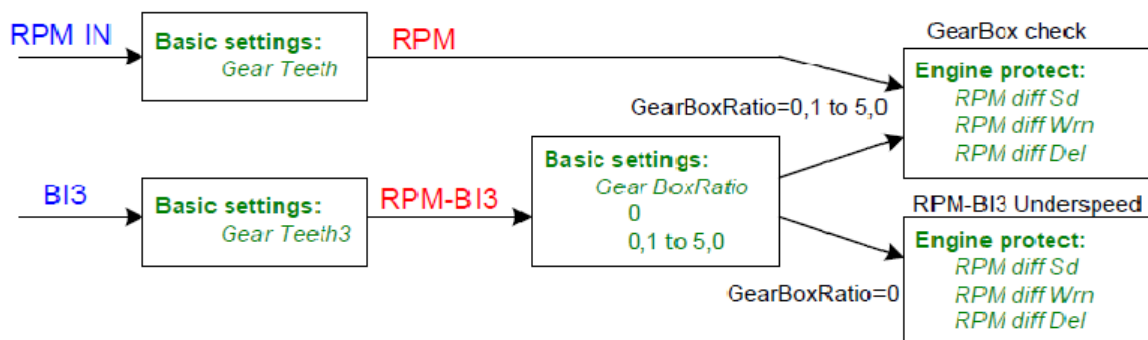 RPM IN
Basic settings:
Gear Teeth
RPM
GearBox check
Engine protect:
RPM diff Sd
RPM diff Wrn
RPM diff Del
GearBoxRatio=0,1 to 5,0
BI3
Basic settings:
Gear Teeth3
RPM-BI3
Basic settings:
Gear BoxRatio
0
0,1 to 5,0
RPM-BI3 Underspeed
Engine protect:
RPM diff Sd
RPM diff Wrn
RPM diff Del
GearBoxRatio=0